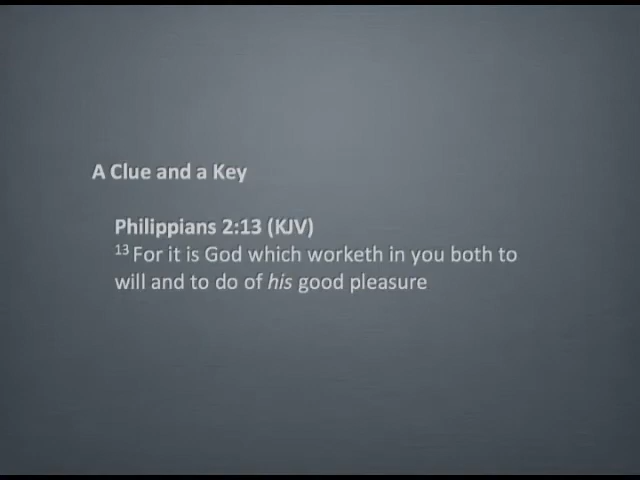 A Clue and a Key
Philippians 2:13 (KJV)
13 For it is God which worketh in you both to
will and to do of his good pleasure